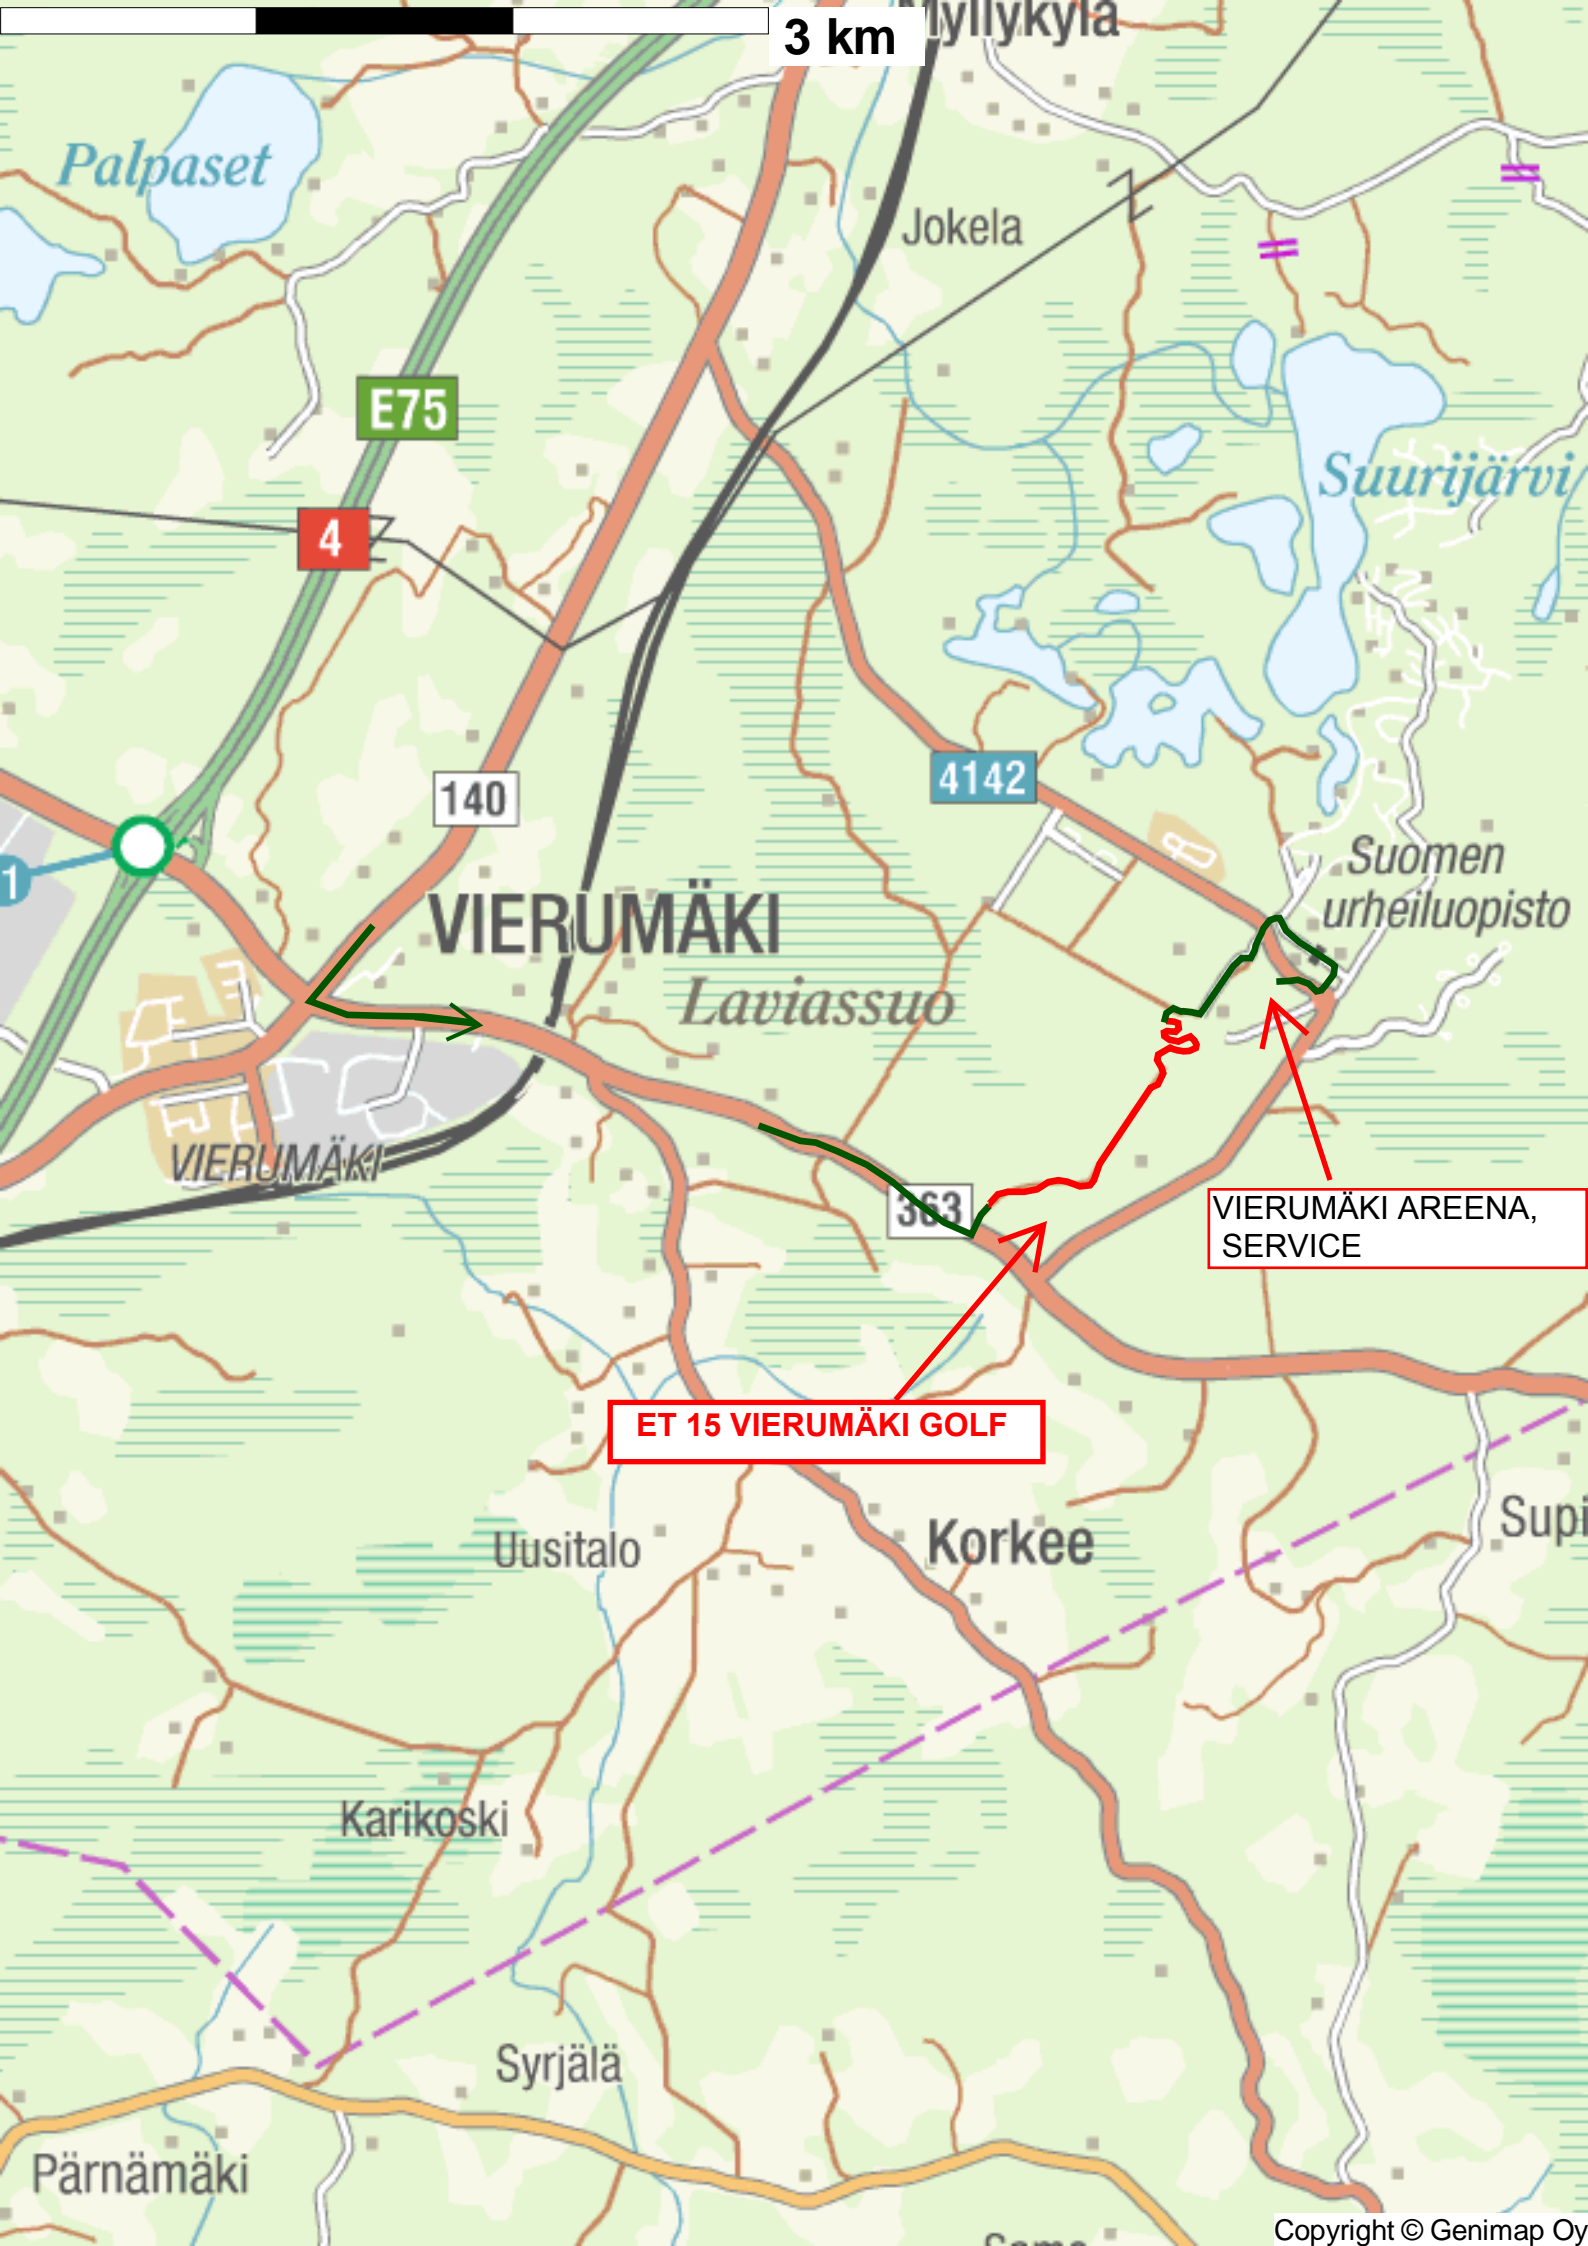 3 km
Myllykylä
Palpaset
Jokela
E75
Suurijärvi
4
140
4142
1
Suomen
urheiluopisto
VIERUMÄKI
Laviassuo
VIERUMÄKI
363
VIERUMÄKI AREENA,
SERVICE
ET 15 VIERUMÄKI GOLF
Uusitalo
Korkee
Supi
Karikoski
Syrjälä
Pärnämäki
Copyright © Genimap Oy